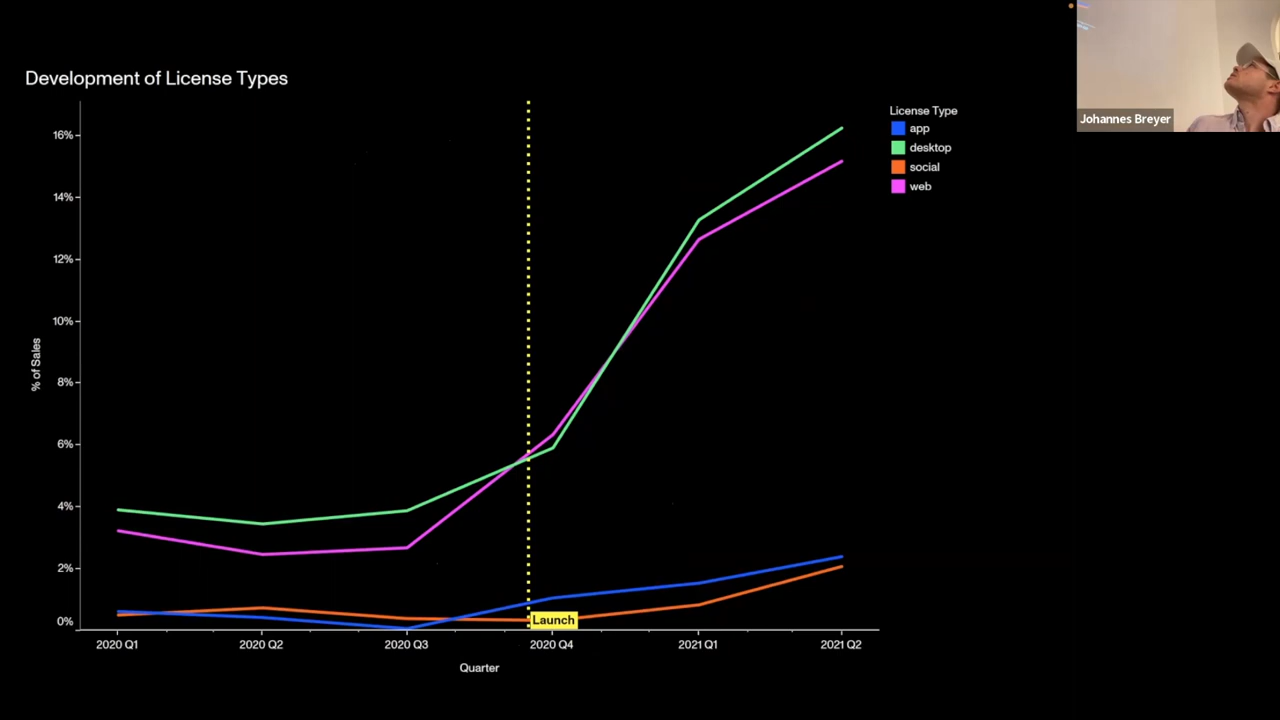 Development of License Types
Johannes Breyer
License Type
app
desktop
social
web
16%
14%
12%
10%
8%
6%
4%
2%
0%
% of Sales
Launch
2020 Q1
2020 Q2
2020 Q3
2020 Q4
2021 Q1
2021 Q2
Quarter